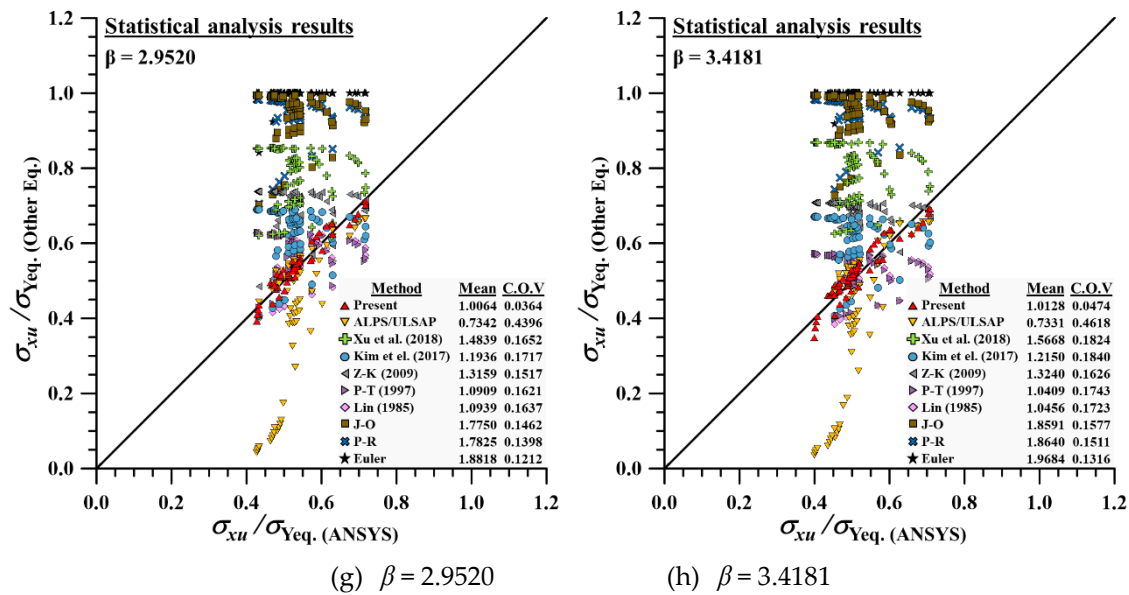 Statistical analysis results
β = 2.9520
1.2
1.0
0.8
0.6
0.4
0.2
0.0
σxu/σYeq. (Other Eq.)
Method Mean C.O.V
Present 1.0064 0.0364
ALPS/ULSAP 0.7342 0.4396
Xu et al. (2018) 1.4839 0.1652
Kim et el. (2017) 1.1936 0.1717
Z-K (2009) 1.3159 0.1517
P-T (1997) 1.0909 0.1621
Lin (1985) 1.0939 0.1637
J-O 1.7750 0.1462
P-R 1.7825 0.1398
Euler 1.8818 0.1212
0.0 0.2 0.4 0.6 0.8 1.0 1.2
σxu/σYeq. (ANSYS)
(g) β = 2.9520
Statistical analysis results
β = 3.4181
1.2
1.0
0.8
0.6
0.4
0.2
0.0
σxu/σYeq. (Other Eq.)
Method Mean C.O.V
Present 1.0128 0.0474
ALPS/ULSAP 0.7331 0.4618
Xu et al. (2018) 1.5668 0.1824
Kim et el. (2017) 1.2150 0.1840
Z-K (2009) 1.3240 0.1626
P-T (1997) 1.0409 0.1743
Lin (1985) 1.0456 0.1723
J-O 1.8591 0.1577
P-R 1.8640 0.1511
Euler 1.9684 0.1316
0.0 0.2 0.4 0.6 0.8 1.0 1.2
σxu/σYeq. (ANSYS)
(h) β = 3.4181